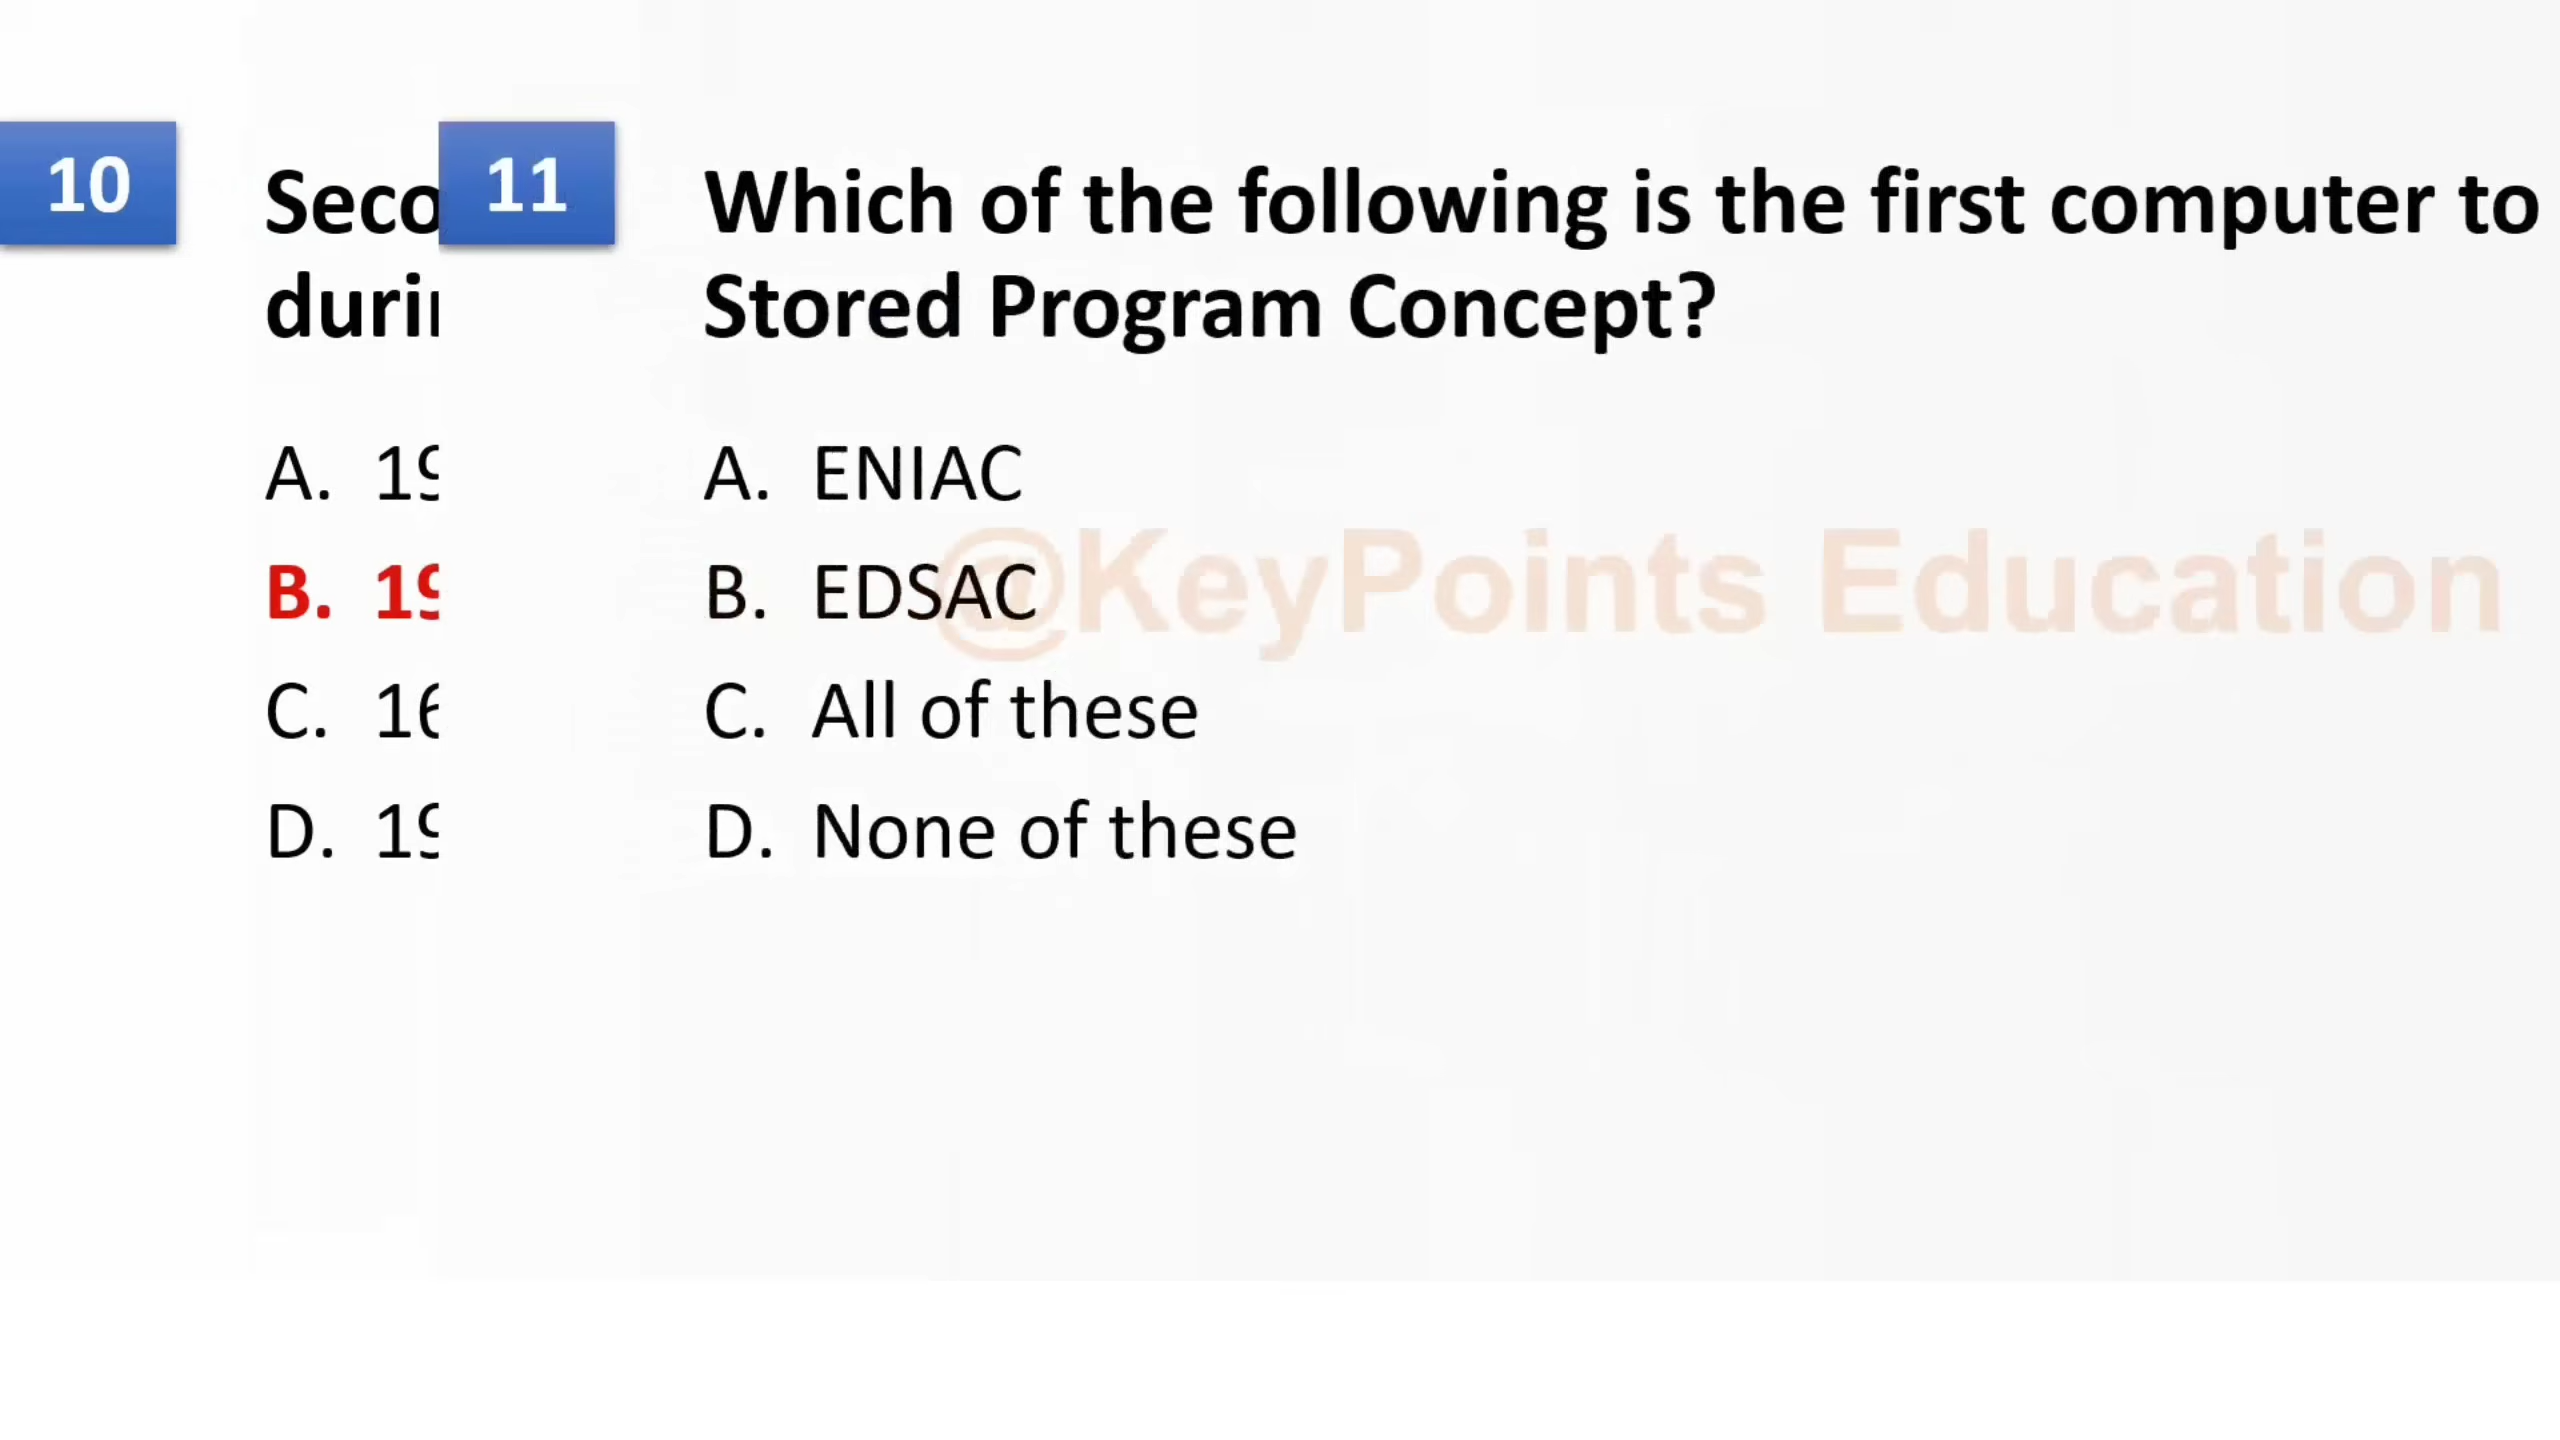 10
Seco
durin
A. 19
B. 19
C. 16
D. 19
11
Which of the following is the first computer to
Stored Program Concept?
A. ENIAC
B. EDSAC
C. All of these
D. None of these
@KeyPoints Education